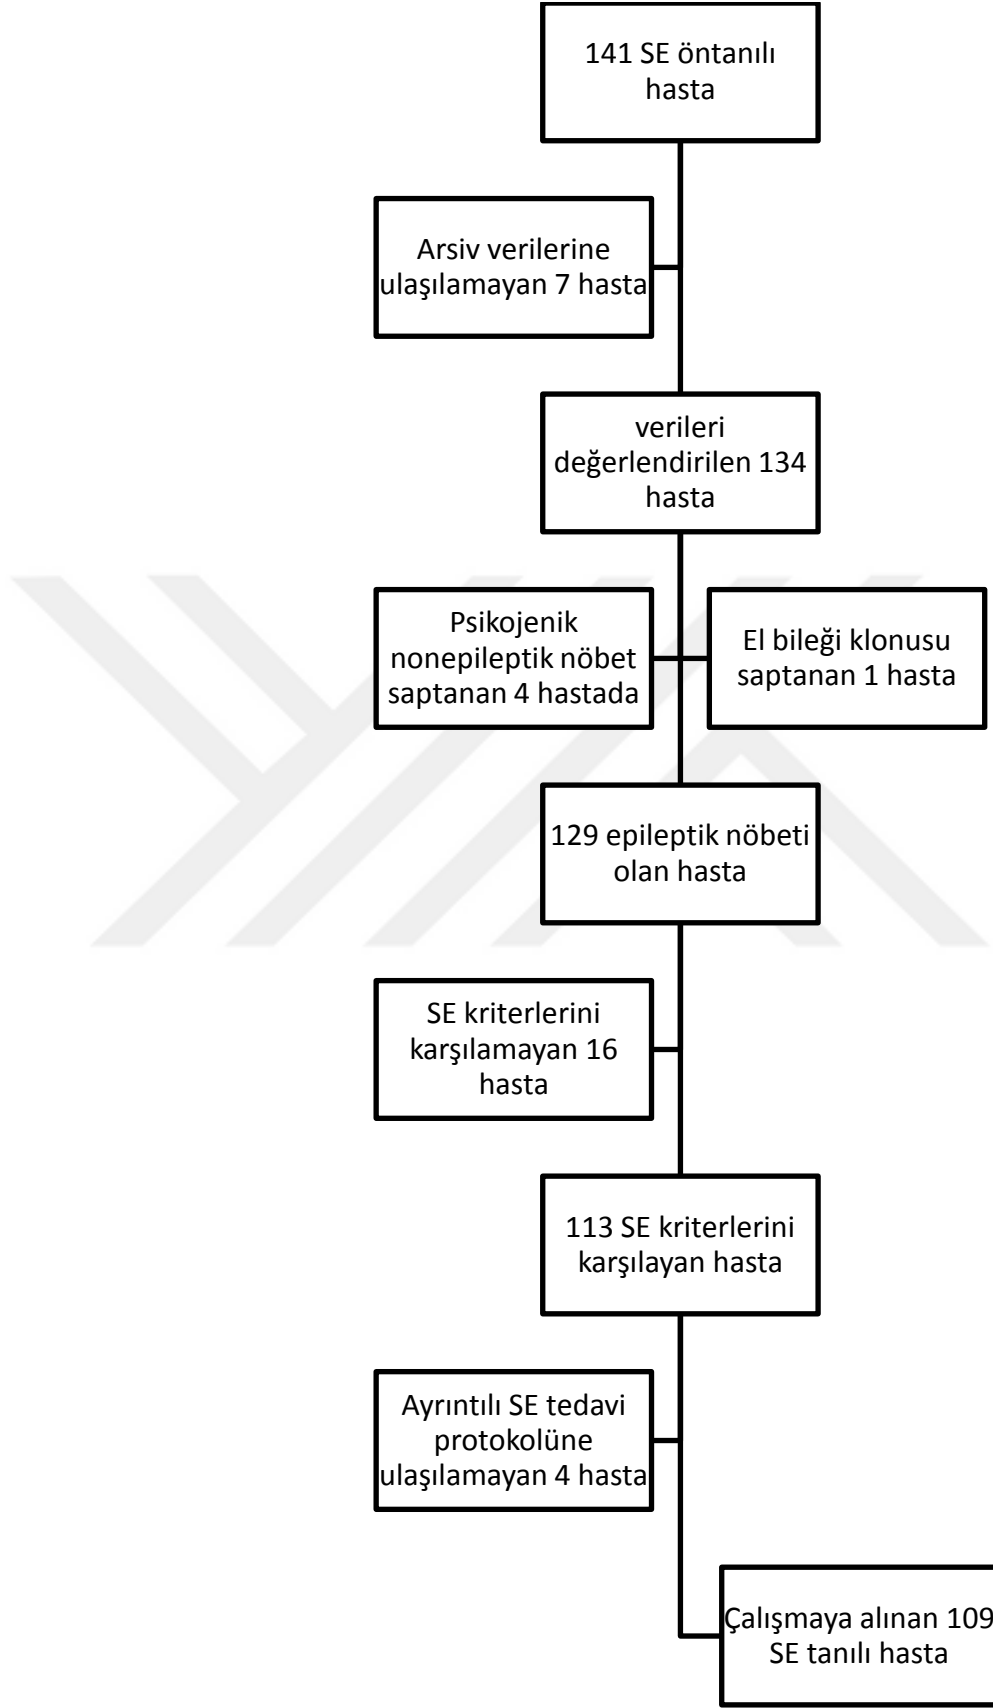 141 SE öntanılı
hasta
Arsiv verilerine
ulaşılamayan 7 hasta
verileri
değerlendirilen 134
hasta
Psikojenik
nonepileptik nöbet
saptanan 4 hastada
El bileği klonusu
saptanan 1 hasta
129 epileptik nöbeti
olan hasta
SE kriterlerini
karşılamayan 16
hasta
113 SE kriterlerini
karşılayan hasta
Ayrıntılı SE tedavi
protokolüne
ulaşılamayan 4 hasta
Çalışmaya alınan 109
SE tanılı hasta